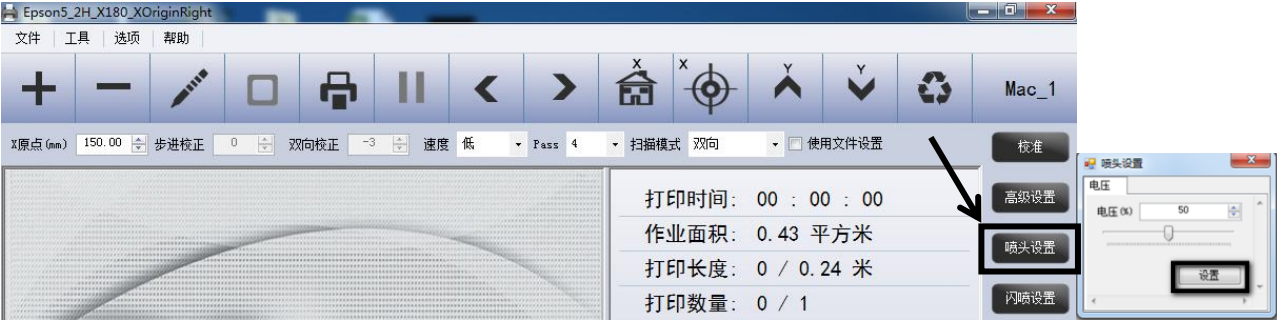 Epson5_2H_X180_XOriginRight
文件 工具 选项 帮助
X X Y Y
Mac_1
X原点(mm) 150.00 步进校正 0 双向校正 -3 速度 低 Pass 4 扫描模式 双向 使用文件设置
校准
打印时间: 00 : 00 : 00
作业面积: 0.43 平方米
打印长度: 0 / 0.24 米
打印数量: 0 / 1
高级设置
喷头设置
闪喷设置
喷头设置
电压
电压(%) 50
设置